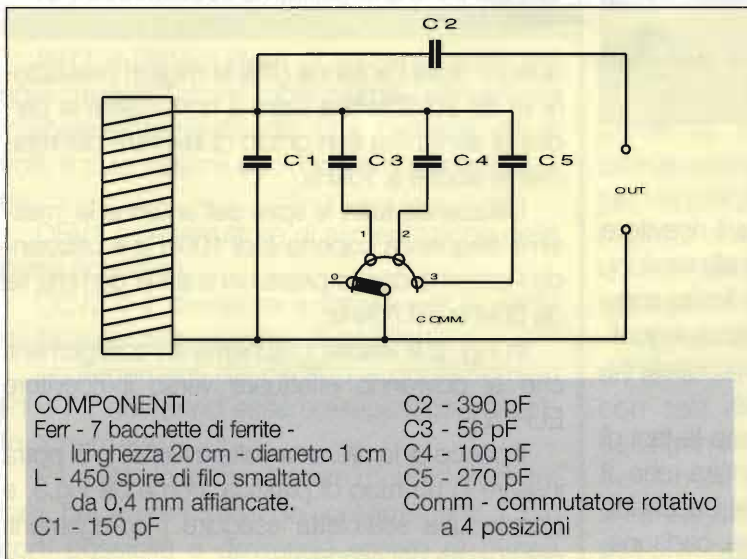 C2
C1
C3
C4
C5
OUT
1
2
0
3
COMM.
COMPONENTI
Ferr - 7 bacchette di ferrite -
lunghezza 20 cm - diametro 1 cm
L - 450 spire di filo smaltato
da 0,4 mm affiancate.
C1 - 150 pF
C2 - 390 pF
C3 - 56 pF
C4 - 100 pF
C5 - 270 pF
Comm - commutatore rotativo
a 4 posizioni